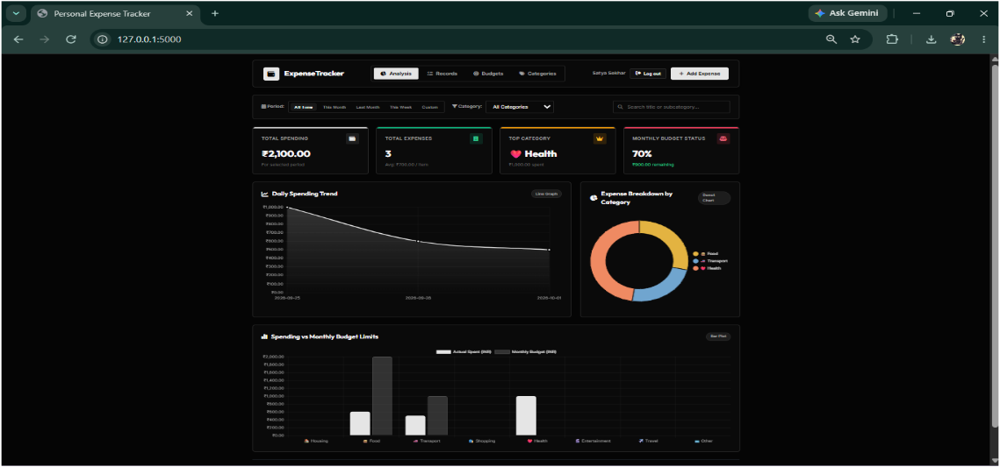 Personal Expense Tracker
Ask Gemini
127.0.0.1:5000
ExpenseTracker
Analysis Records Budgets Categories
Satya Sekhar Log out + Add Expense
Period: All Time This Month Last Month This Week Custom
Category: All Categories
Search title or subcategory...
TOTAL SPENDING
₹2,100.00
For selected period
TOTAL EXPENSES
3
Avg: ₹700.00 / item
TOP CATEGORY
Health
₹1,000.00 spent
MONTHLY BUDGET STATUS
70%
₹900.00 remaining
Daily Spending Trend
Line Graph
₹1,000.00
₹900.00
₹800.00
₹700.00
₹600.00
₹500.00
₹400.00
₹300.00
₹200.00
₹100.00
₹0.00
2026-09-25 2026-09-28 2026-10-01
Expense Breakdown by
Category
Donut
Chart
Food
Transport
Health
Spending vs Monthly Budget Limits
Bar Plot
Actual Spent (INR) Monthly Budget (INR)
₹2,000.00
₹1,800.00
₹1,600.00
₹1,400.00
₹1,200.00
₹1,000.00
₹800.00
₹600.00
₹400.00
₹200.00
₹0.00
Housing Food Transport Shopping Health Entertainment Travel Other